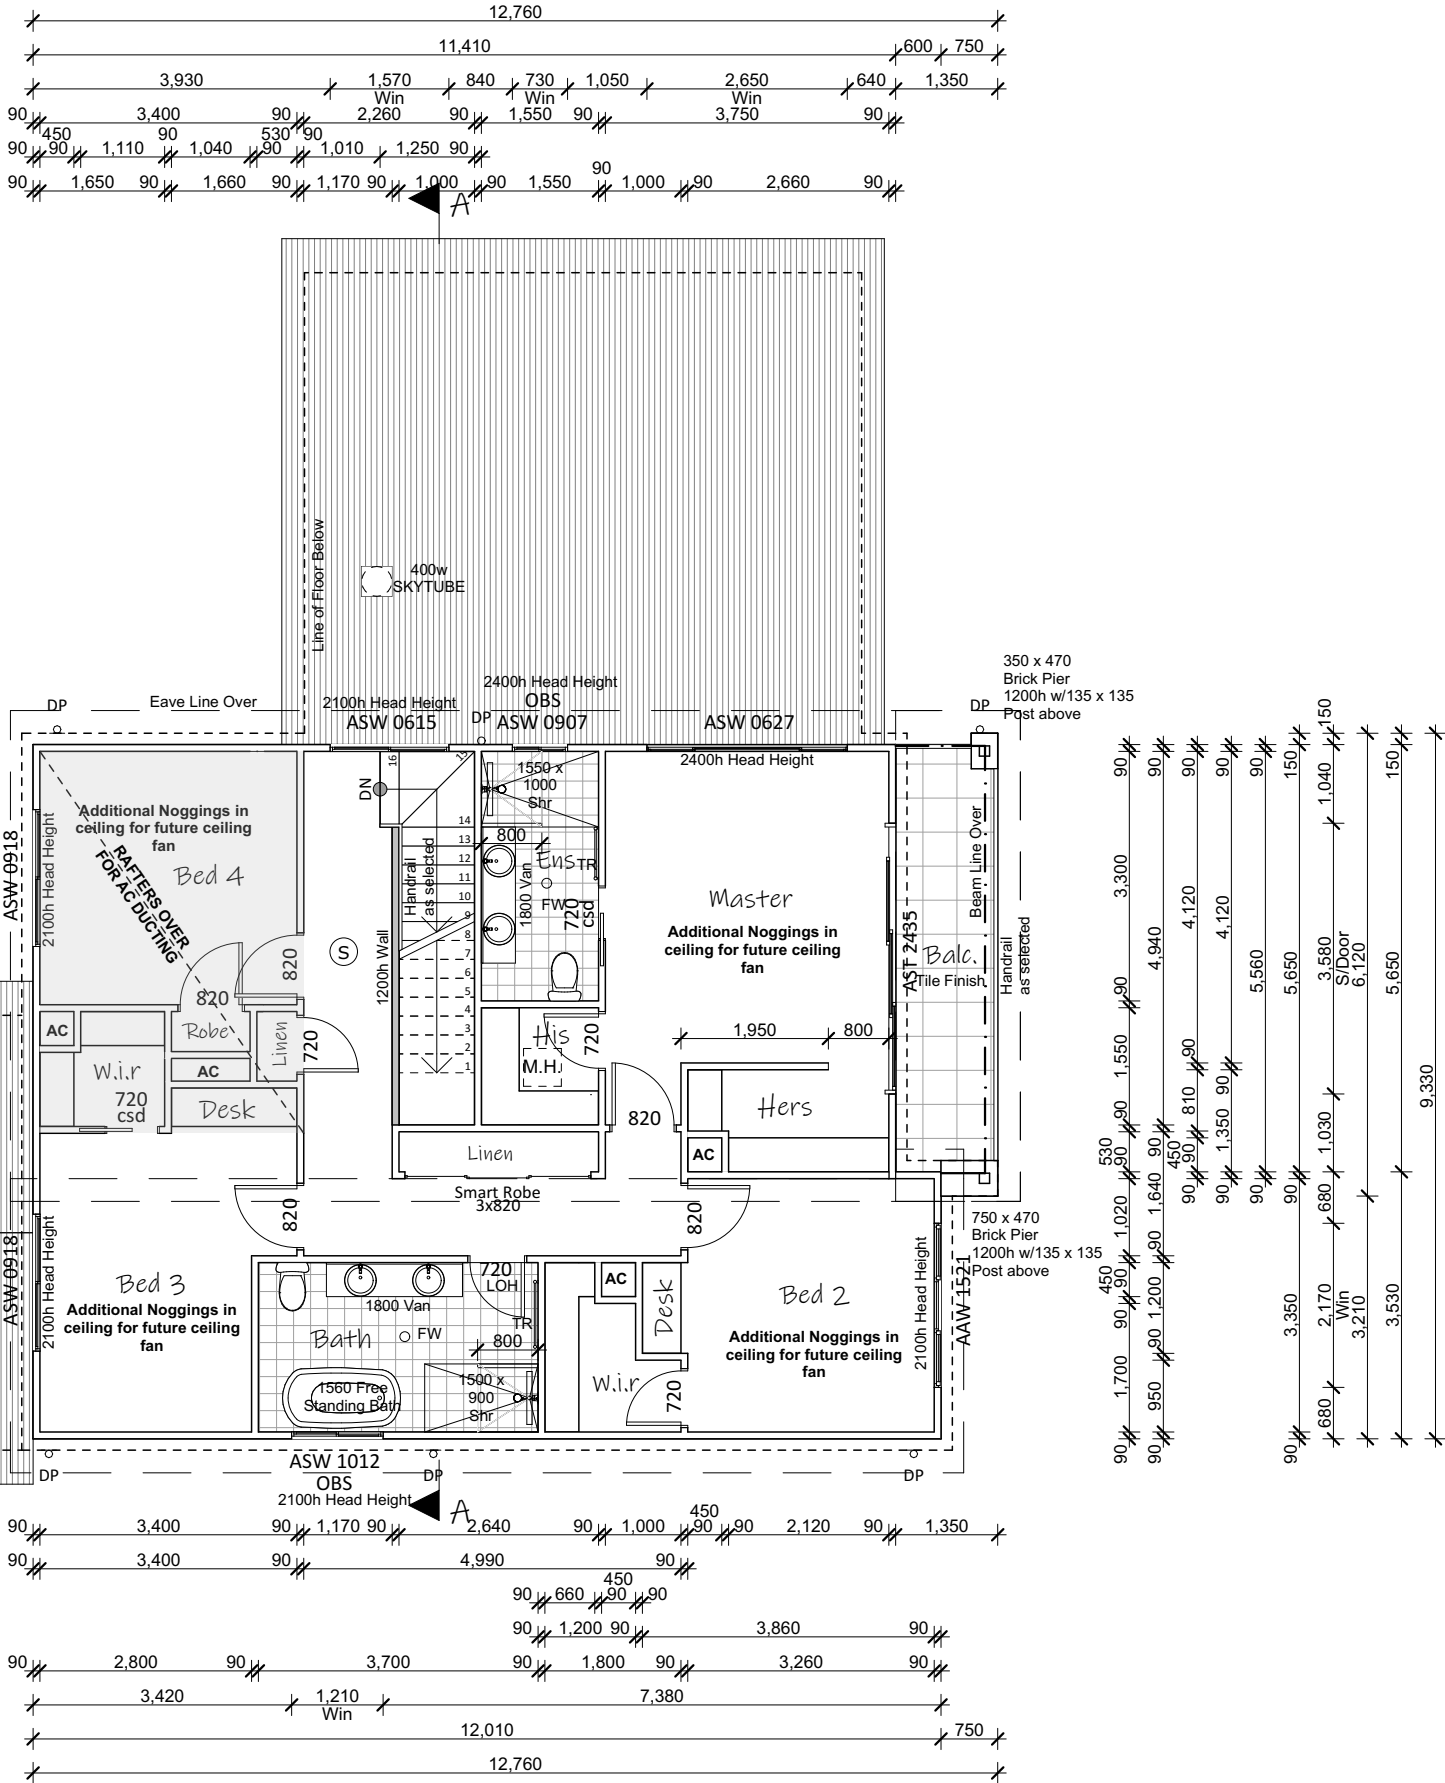 12,760
11,410 600 750
3,930 1,570 840 730 1,050 2,650 640 1,350
Win Win Win
90 3,400 90 2,260 90 1,550 90 3,750 90
450 90 530 90
90 90 1,110 1,040 90 1,010 1,250 90
90
90 1,650 90 1,660 90 1,170 90 1,000 90 1,550 1,000 90 2,660 90
A
Line of Floor Below
400w
SKYTUBE
350 x 470
Brick Pier
1200h w/135 x 135
Post above
DP
Eave Line Over
2100h Head Height
ASW 0615
DP
2400h Head Height
OBS
ASW 0907
ASW 0627
2400h Head Height
DP
ASW 0918
2100h Head Height
Additional Noggings in
ceiling for future ceiling
fan
Bed 4
RAFTERS OVER
FOR AC DUCTING
820
820
DN
16
15
14
13
12
11
10
9
8
7
6
5
4
3
2
1
Handrail
as selected
1200h Wall
S
1550 x
1000
Shr
800
Ens
TR
1800 Van
FW
720
csd
Master
Additional Noggings in
ceiling for future ceiling
fan
AST 2435
Balc.
Tile Finish
Beam Line Over
Handrail
as selected
AC
Robe
Linen
720
W.i.r
AC
720
csd
Desk
His
720
M.H.
1,950 800
Hers
820
AC
Linen
Smart Robe
3x820
820
820
750 x 470
Brick Pier
1200h w/135 x 135
Post above
ASW 0918
2100h Head Height
Bed 3
Additional Noggings in
ceiling for future ceiling
fan
1800 Van
Bath
FW
720
LOH
TR
800
1560 Free
Standing Bath
1500 x
900
Shr
AC
Desk
W.i.r
720
Bed 2
Additional Noggings in
ceiling for future ceiling
fan
2100h Head Height
AAW 1521
DP
ASW 1012
OBS
2100h Head Height
DP
DP
A
90 3,300 90 1,550 90 530 90 1,020 90 450 90 1,700 90
90 4,940 90 1,640 90 1,200 90 950 90
90 4,120 90 810 90 450 90
90 4,120 90 1,350 90
90 5,560 90
150 5,650 90 3,350 90
150 1,040 3,580 S/Door 1,030 680 2,170 Win 680
6,120 3,210
150 5,650 3,530
9,330
450
90 3,400 90 1,170 90 2,640 90 1,000 90 90 2,120 90 1,350
90 3,400 90 4,990 90
450
90 660 90 90
90 1,200 90 3,860 90
90 2,800 90 3,700 90 1,800 90 3,260 90
3,420 1,210 7,380
Win
12,010 750
12,760